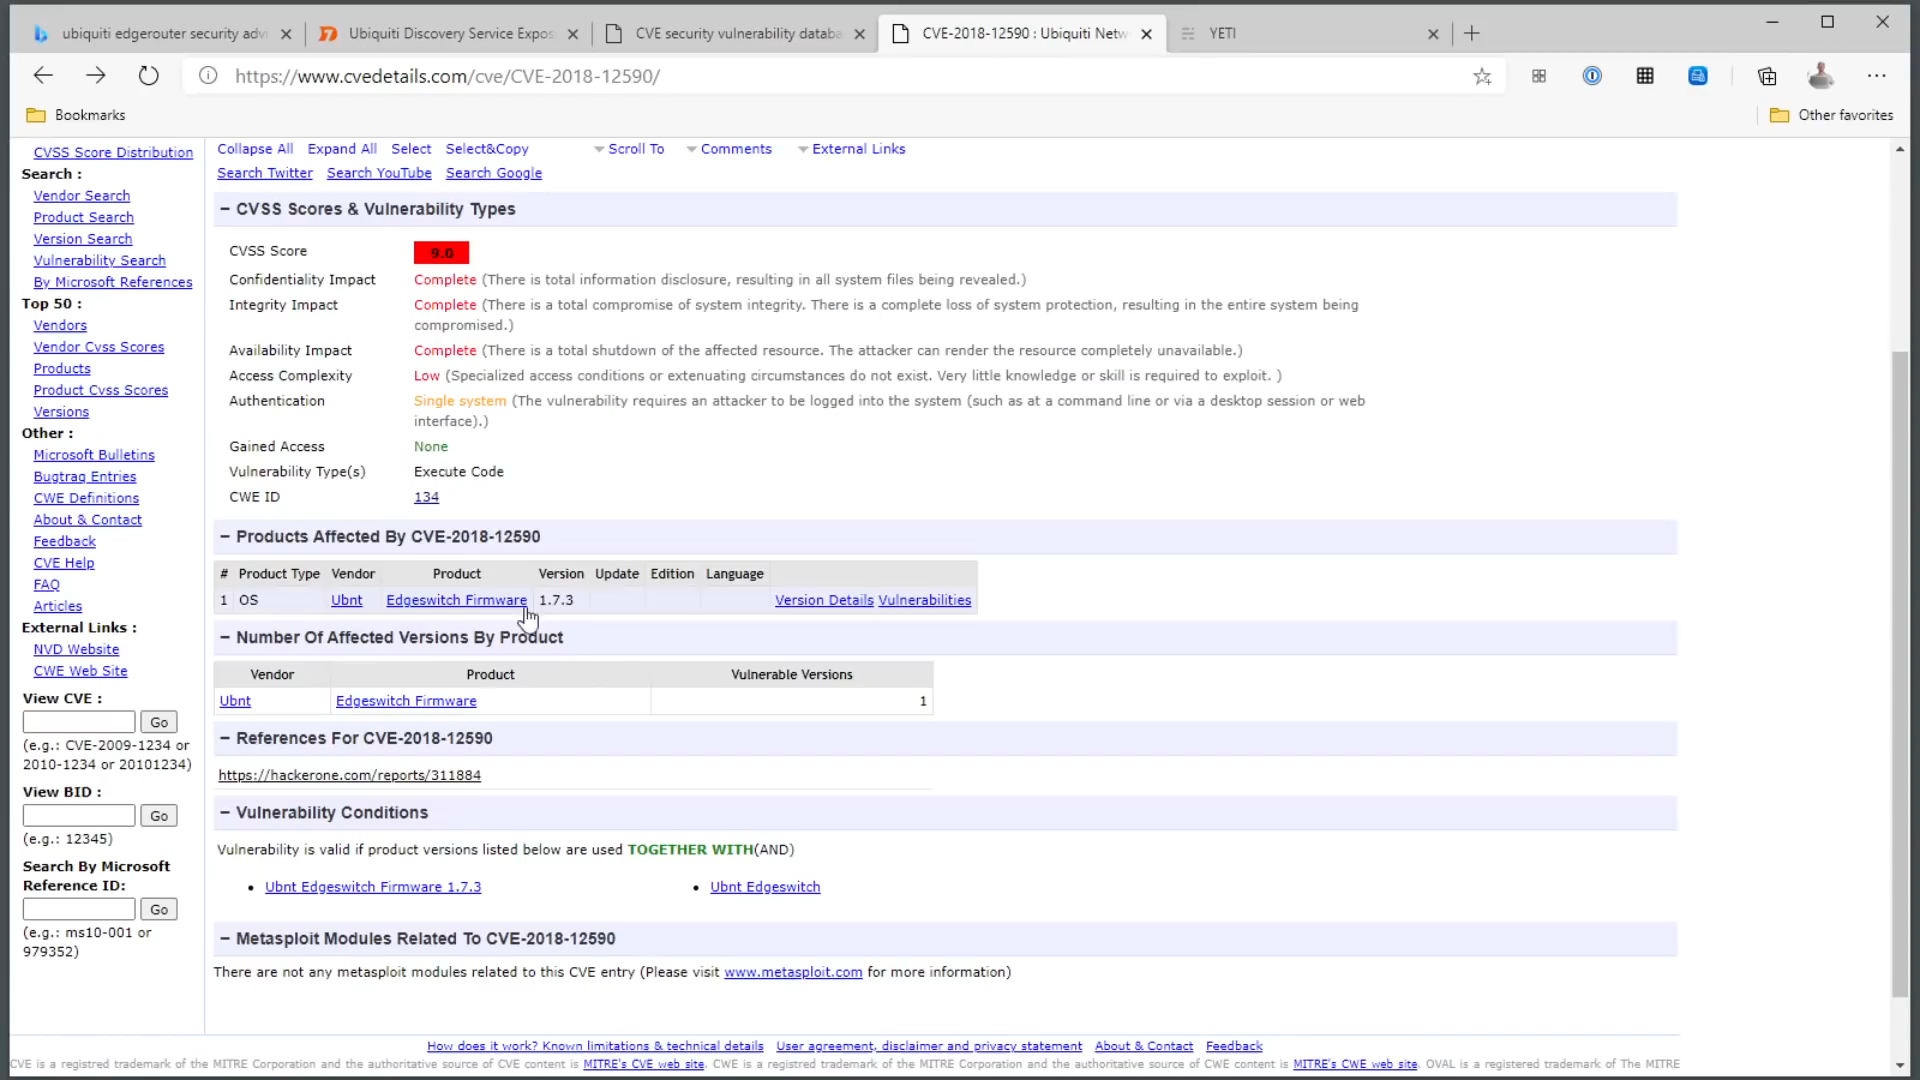 ubiquiti edgerouter security adv
Ubiquiti Discovery Service Expos
CVE security vulnerability databa
CVE-2018-12590 : Ubiquiti Netw
YETI
https://www.cvedetails.com/cve/CVE-2018-12590/
Bookmarks
Other favorites
CVSS Score Distribution
Search :
Vendor Search
Product Search
Version Search
Vulnerability Search
By Microsoft References
Top 50 :
Vendors
Vendor Cvss Scores
Products
Product Cvss Scores
Versions
Other :
Microsoft Bulletins
Bugtraq Entries
CWE Definitions
About & Contact
Feedback
CVE Help
FAQ
Articles
External Links :
NVD Website
CWE Web Site
View CVE :
Go
(e.g.: CVE-2009-1234 or
2010-1234 or 20101234)
View BID :
Go
(e.g.: 12345)
Search By Microsoft
Reference ID:
Go
(e.g.: ms10-001 or
979352)
Collapse All Expand All Select Select&Copy Scroll To Comments External Links
Search Twitter Search YouTube Search Google
− CVSS Scores & Vulnerability Types
CVSS Score 9.0
Confidentiality Impact Complete (There is total information disclosure, resulting in all system files being revealed.)
Integrity Impact Complete (There is a total compromise of system integrity. There is a complete loss of system protection, resulting in the entire system being
compromised.)
Availability Impact Complete (There is a total shutdown of the affected resource. The attacker can render the resource completely unavailable.)
Access Complexity Low (Specialized access conditions or extenuating circumstances do not exist. Very little knowledge or skill is required to exploit. )
Authentication Single system (The vulnerability requires an attacker to be logged into the system (such as at a command line or via a desktop session or web
interface).)
Gained Access None
Vulnerability Type(s) Execute Code
CWE ID 134
− Products Affected By CVE-2018-12590
# Product Type Vendor Product Version Update Edition Language
1 OS Ubnt Edgeswitch Firmware 1.7.3 Version Details Vulnerabilities
− Number Of Affected Versions By Product
Vendor Product Vulnerable Versions
Ubnt Edgeswitch Firmware 1
− References For CVE-2018-12590
https://hackerone.com/reports/311884
− Vulnerability Conditions
Vulnerability is valid if product versions listed below are used TOGETHER WITH(AND)
• Ubnt Edgeswitch Firmware 1.7.3 • Ubnt Edgeswitch
− Metasploit Modules Related To CVE-2018-12590
There are not any metasploit modules related to this CVE entry (Please visit www.metasploit.com for more information)
How does it work? Known limitations & technical details User agreement, disclaimer and privacy statement About & Contact Feedback
CVE is a registred trademark of the MITRE Corporation and the authoritative source of CVE content is MITRE's CVE web site. CWE is a registred trademark of the MITRE Corporation and the authoritative source of CWE content is MITRE's CWE web site. OVAL is a registered trademark of The MITRE